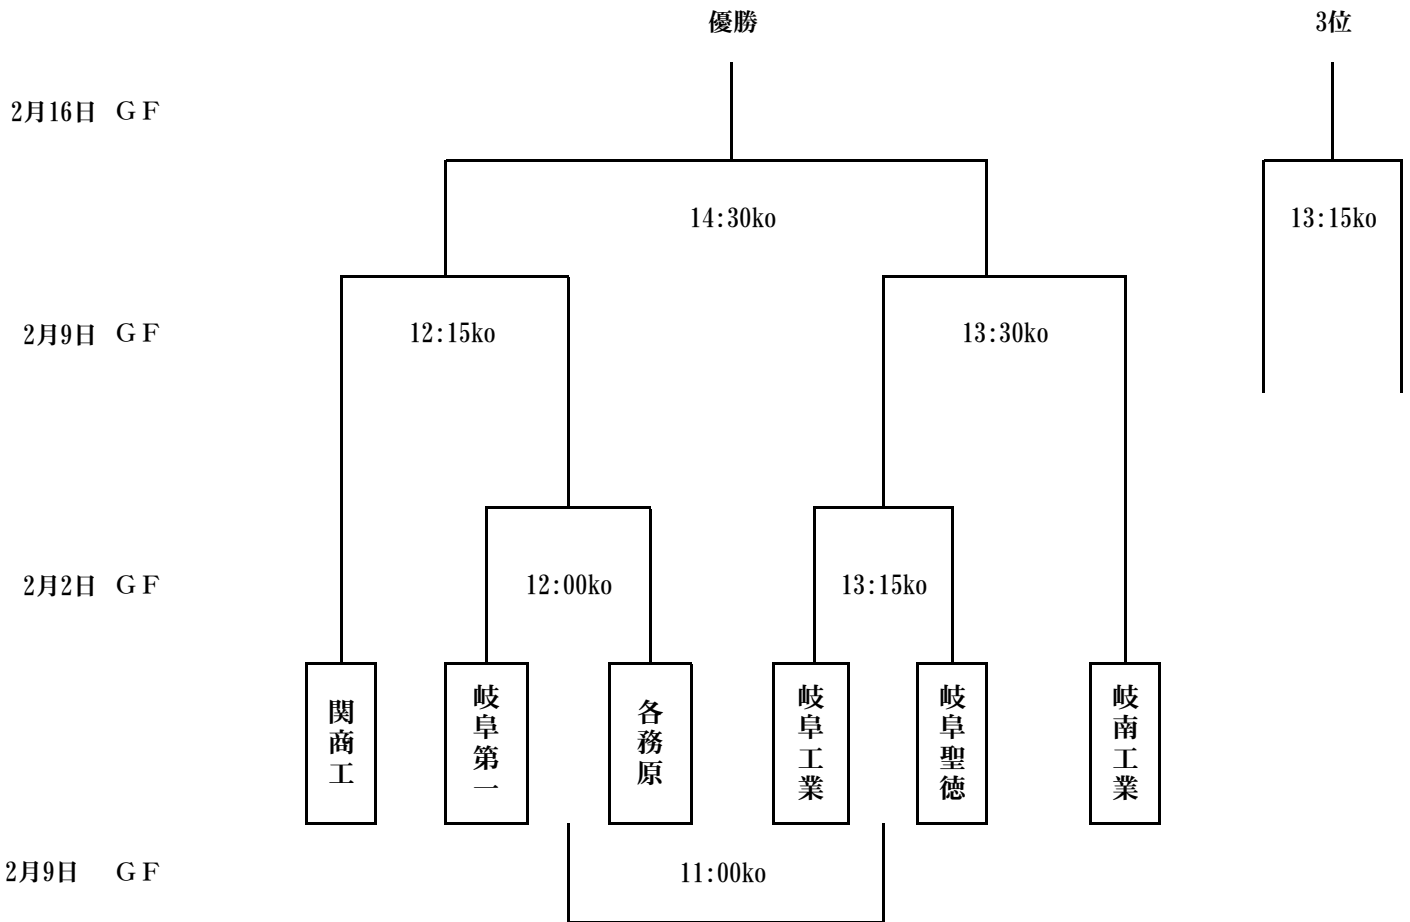 優勝
3位
2月16日 ＧＦ
14:30ko
13:15ko
2月9日 ＧＦ
12:15ko
13:30ko
2月2日 ＧＦ
12:00ko
13:15ko
関商工
岐阜第一
各務原
岐阜工業
岐阜聖徳
岐南工業
2月9日 ＧＦ
11:00ko